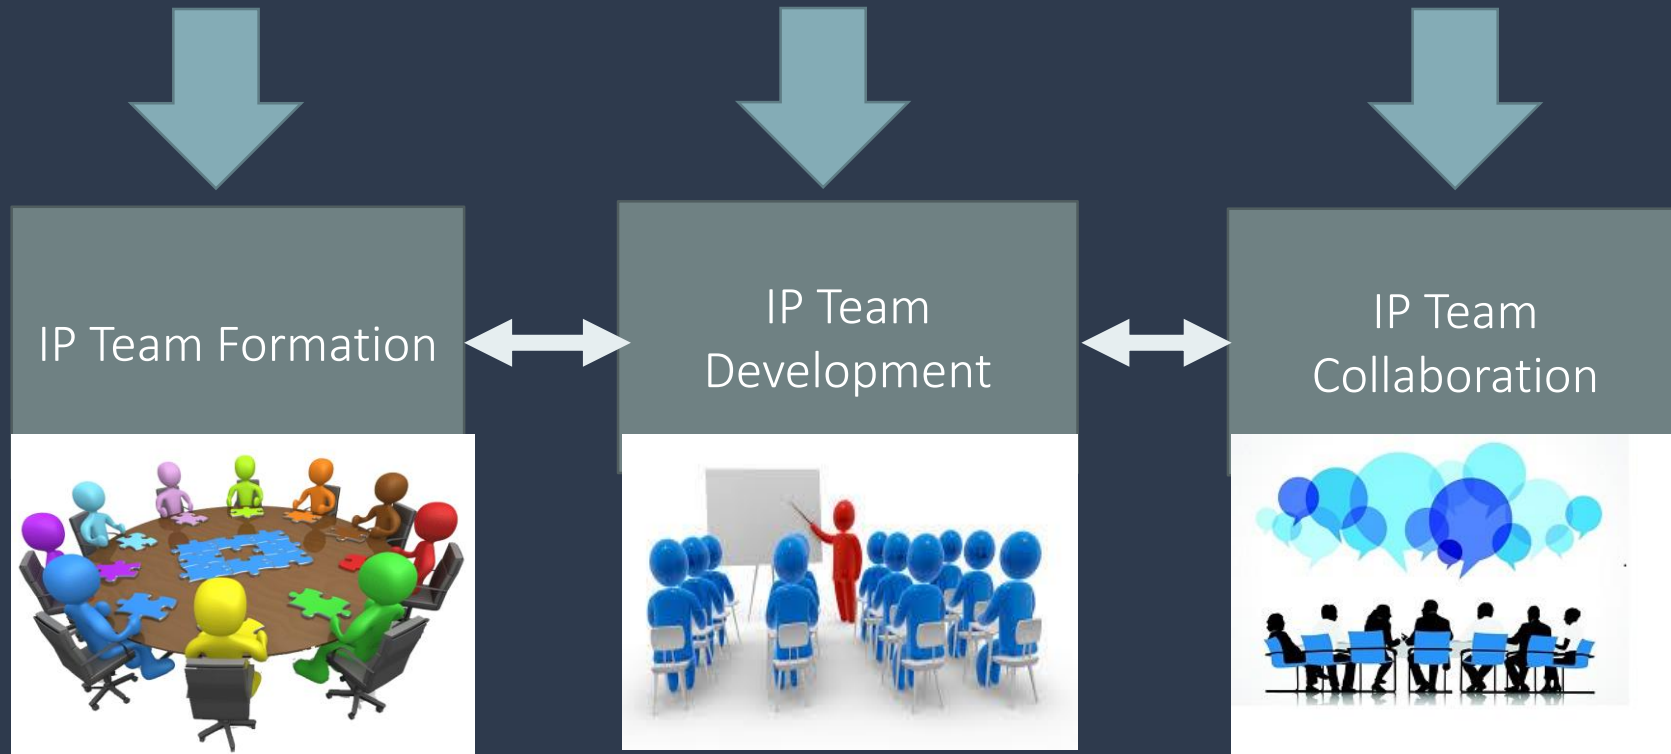 IP Team Formation
IP Team
Development
IP Team
Collaboration